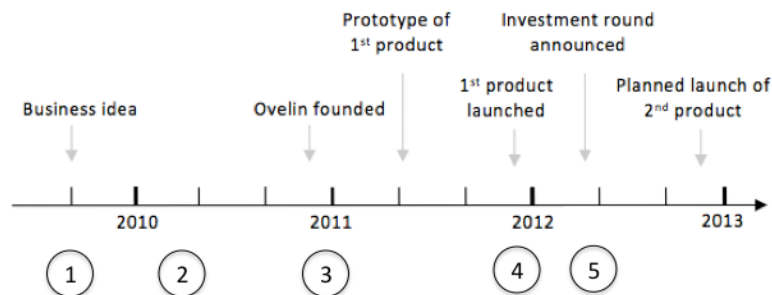 Prototype of
1st product
Investment round
announced
Business idea
Ovelin founded
1st product
launched
Planned launch of
2nd product
2010
2011
2012
2013
1
2
3
4
5